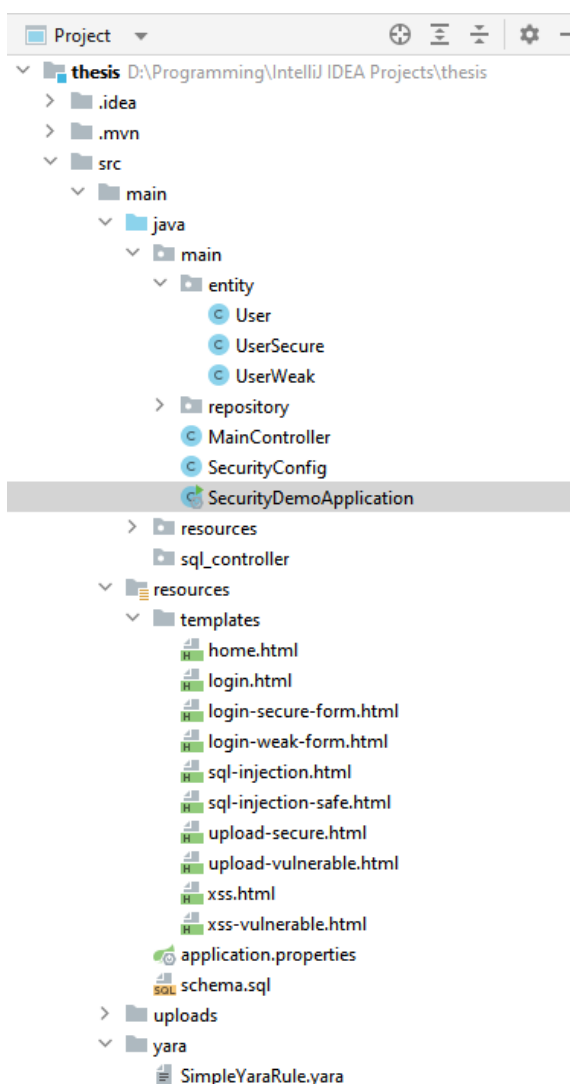 Project
thesis D:\Programming\IntelliJ IDEA Projects\thesis
.idea
.mvn
src
main
java
main
entity
C User
C UserSecure
C UserWeak
repository
C MainController
C SecurityConfig
C SecurityDemoApplication
resources
sql_controller
resources
templates
H home.html
H login.html
H login-secure-form.html
H login-weak-form.html
H sql-injection.html
H sql-injection-safe.html
H upload-secure.html
H upload-vulnerable.html
H xss.html
H xss-vulnerable.html
application.properties
SQL schema.sql
uploads
yara
SimpleYaraRule.yara